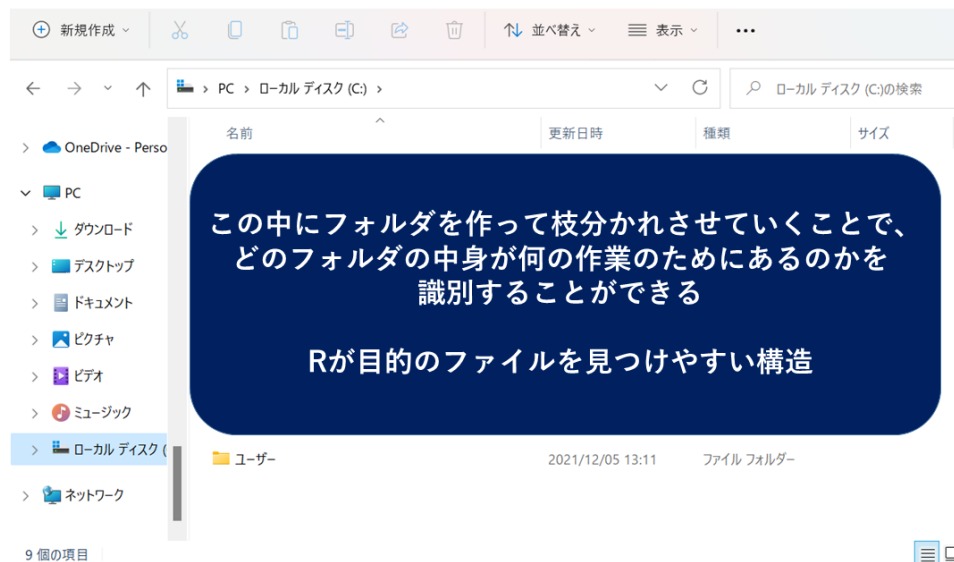 新規作成
並べ替え
表示
PC
ローカル ディスク (C:)
ローカル ディスク (C:)の検索
名前
更新日時
種類
サイズ
OneDrive - Perso
PC
ダウンロード
デスクトップ
ドキュメント
ピクチャ
ビデオ
ミュージック
ローカル ディスク (
ネットワーク
この中にフォルダを作って枝分かれさせていくことで、
どのフォルダの中身が何の作業のためにあるのかを
識別することができる
Rが目的のファイルを見つけやすい構造
ユーザー
2021/12/05 13:11
ファイル フォルダー
9 個の項目